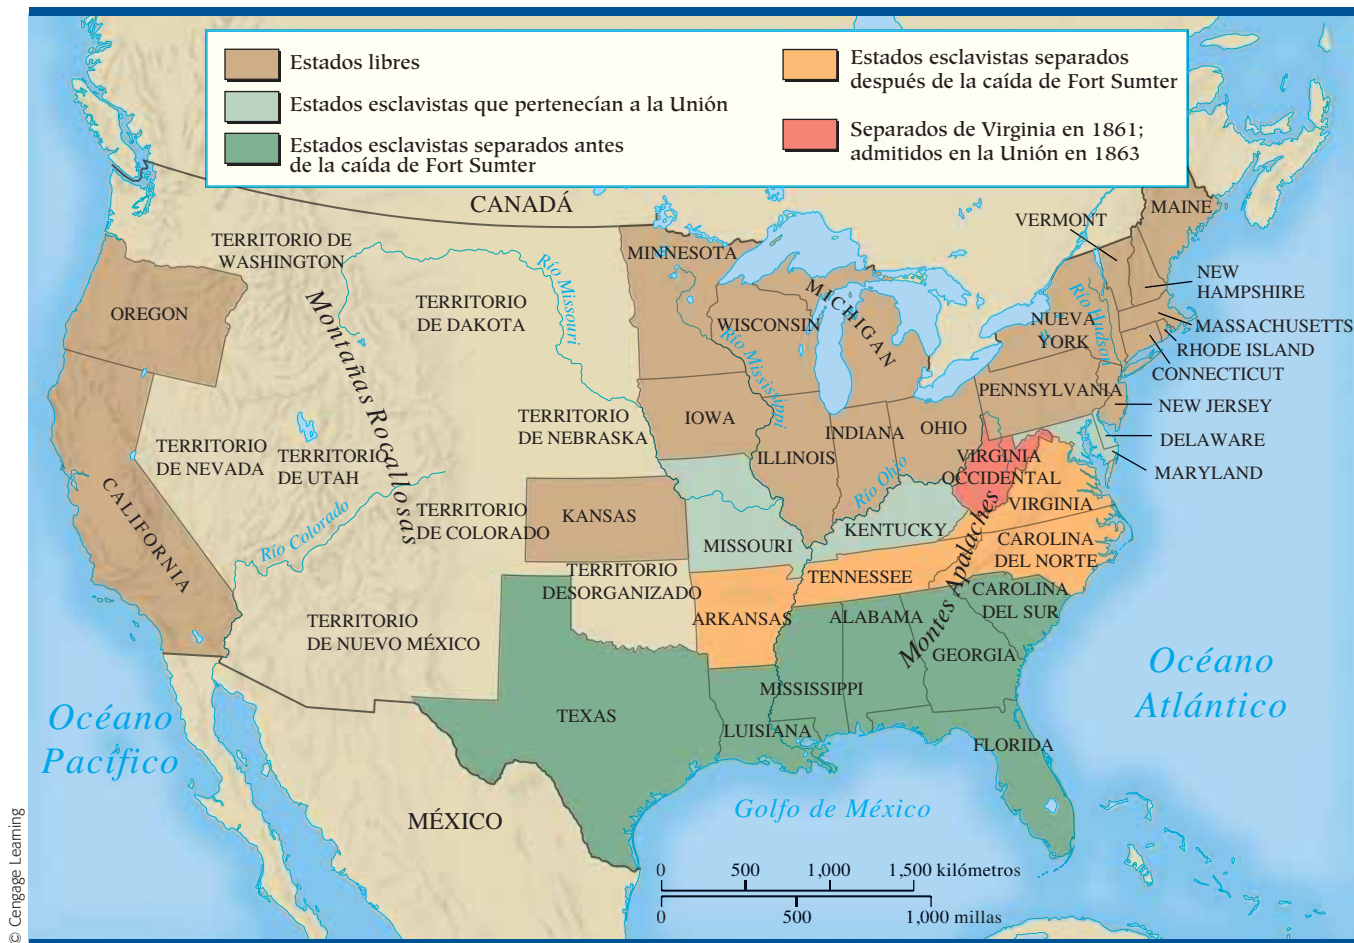 Estados libres
Estados esclavistas que pertenecían a la Unión
Estados esclavistas separados antes
de la caída de Fort Sumter
Estados esclavistas separados
después de la caída de Fort Sumter
Separados de Virginia en 1861;
admitidos en la Unión en 1863
CANADÁ
VERMONT
MAINE
TERRITORIO DE
WASHINGTON
MINNESOTA
Río Missouri
NEW
HAMPSHIRE
OREGON
Montañas Rocallosas
TERRITORIO
DE DAKOTA
WISCONSIN
MICHIGAN
Río Mississippi
NUEVA
YORK
Río Hudson
MASSACHUSETTS
RHODE ISLAND
CONNECTICUT
PENNSYLVANIA
NEW JERSEY
TERRITORIO
DE NEBRASKA
IOWA
ILLINOIS
INDIANA
OHIO
DELAWARE
MARYLAND
TERRITORIO
DE NEVADA
TERRITORIO
DE UTAH
CALIFORNIA
Río Colorado
TERRITORIO
DE COLORADO
KANSAS
MISSOURI
Río Ohio
KENTUCKY
VIRGINIA
OCCIDENTAL
VIRGINIA
CAROLINA
DEL NORTE
Montes Apalaches
TERRITORIO
DESORGANIZADO
TENNESSEE
CAROLINA
DEL SUR
TERRITORIO
DE NUEVO MÉXICO
ARKANSAS
ALABAMA
GEORGIA
MISSISSIPPI
TEXAS
LUISIANA
FLORIDA
Océano
Pacífico
Océano
Atlántico
MÉXICO
Golfo de México
0 500 1,000 1,500 kilómetros
0 500 1,000 millas
© Cengage Learning